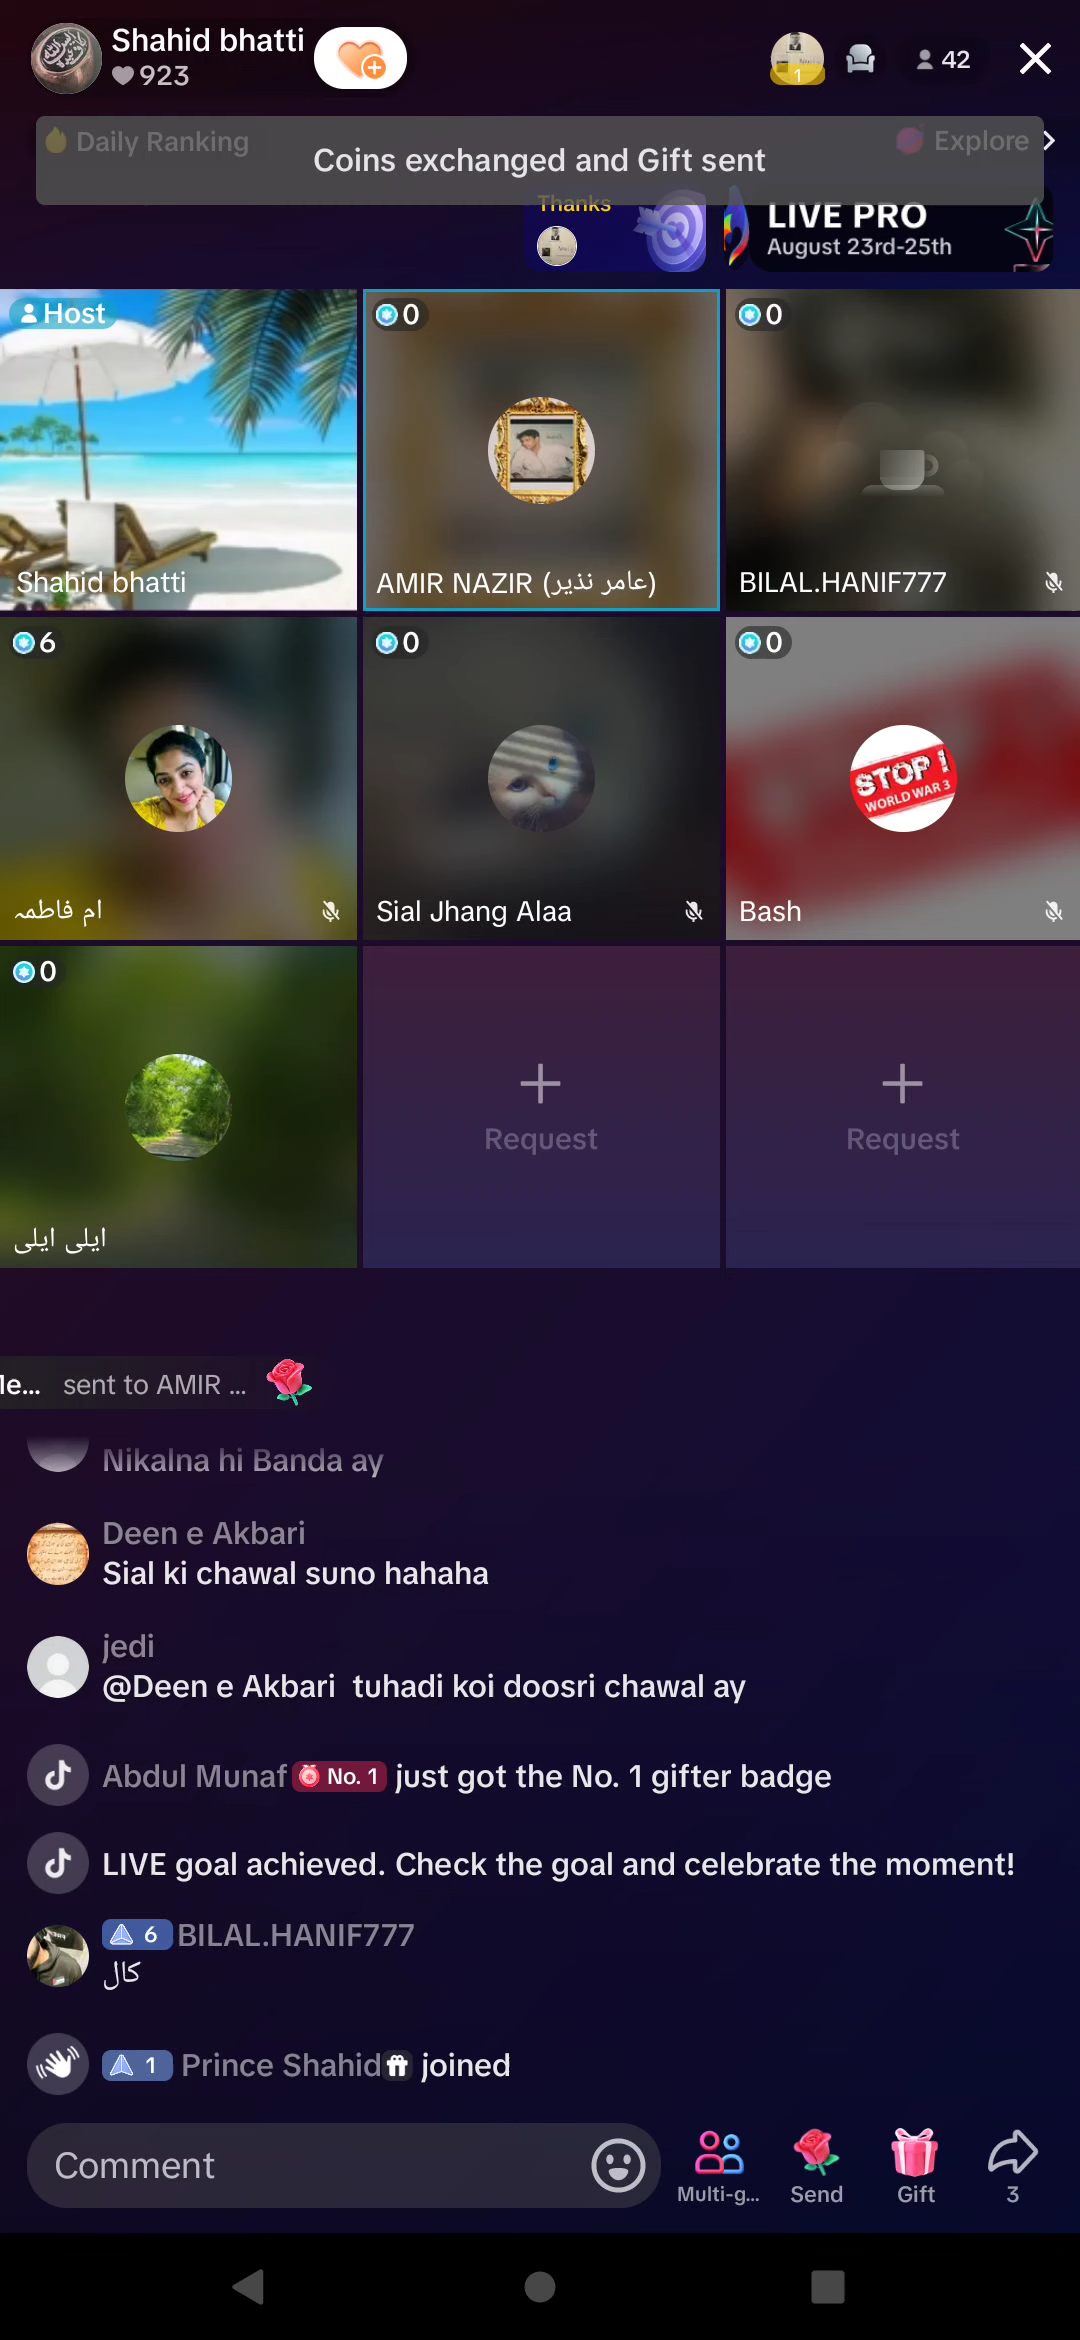 Shahid bhatti
923
1
42
Daily Ranking
Explore
Coins exchanged and Gift sent
Thanks
LIVE PRO
August 23rd-25th
Host
Shahid bhatti
0
AMIR NAZIR (عامر نذیر)
0
BILAL.HANIF777
6
ام فاطمہ
0
Sial Jhang Alaa
0
STOP !
WORLD WAR 3
Bash
0
ایلی ایلی
Request
Request
le... sent to AMIR ...
Nikalna hi Banda ay
Deen e Akbari
Sial ki chawal suno hahaha
jedi
@Deen e Akbari tuhadi koi doosri chawal ay
Abdul Munaf No. 1 just got the No. 1 gifter badge
LIVE goal achieved. Check the goal and celebrate the moment!
6 BILAL.HANIF777
کال
1 Prince Shahid joined
Comment
Multi-g...
Send
Gift
3